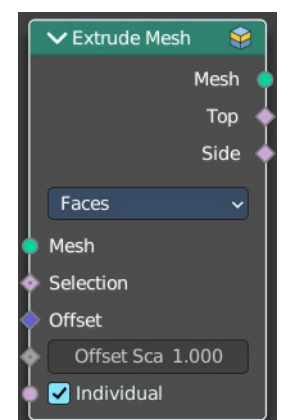 Extrude Mesh
Mesh
Top
Side
Faces
Mesh
Selection
Offset
Offset Sca 1.000
Individual